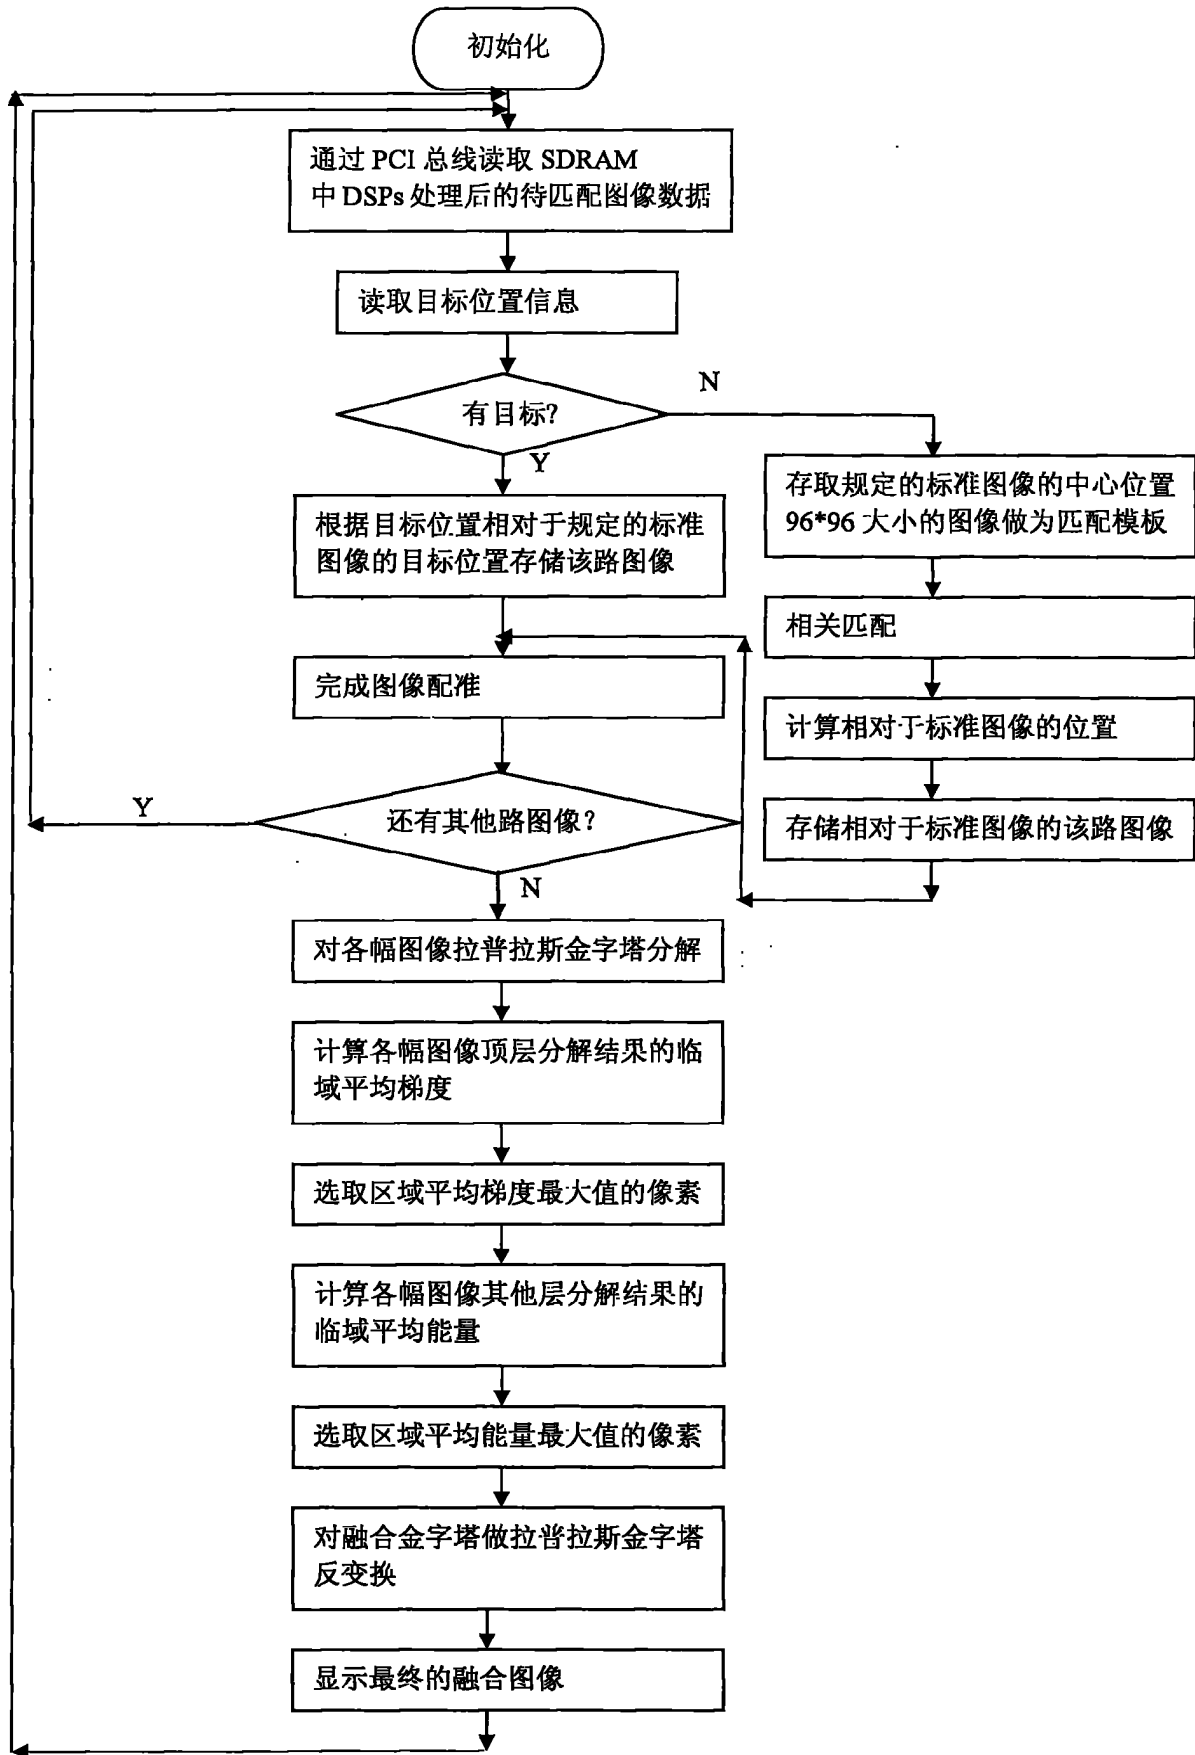 初始化
通过 PCI 总线读取 SDRAM
中 DSPs 处理后的待匹配图像数据
读取目标位置信息
有目标?
N
Y
存取规定的标准图像的中心位置
96*96 大小的图像做为匹配模板
根据目标位置相对于规定的标准
图像的目标位置存储该路图像
相关匹配
完成图像配准
计算相对于标准图像的位置
Y
还有其他路图像?
存储相对于标准图像的该路图像
N
对各幅图像拉普拉斯金字塔分解
计算各幅图像顶层分解结果的临
域平均梯度
选取区域平均梯度最大值的像素
计算各幅图像其他层分解结果的
临域平均能量
选取区域平均能量最大值的像素
对融合金字塔做拉普拉斯金字塔
反变换
显示最终的融合图像